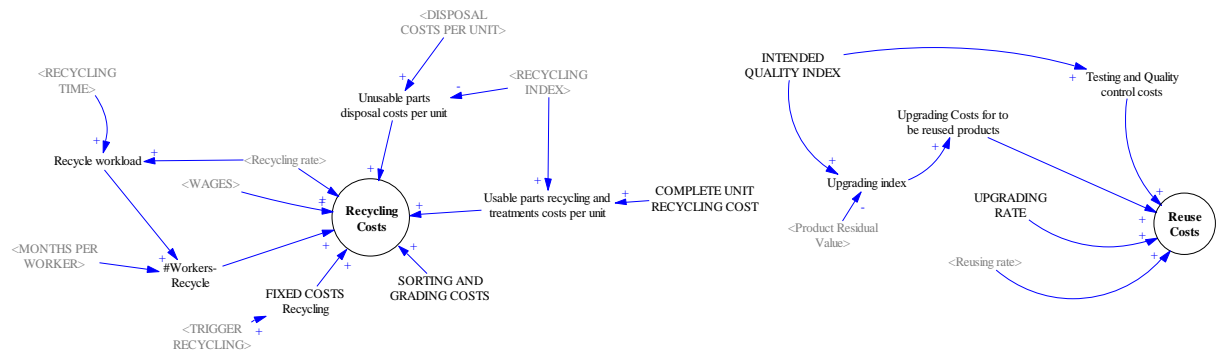 <DISPOSAL
COSTS PER UNIT>
<RECYCLING
TIME>
<RECYCLING
INDEX>
Unusable parts
disposal costs per unit
Recycle workload
<Recycling rate>
<WAGES>
Recycling
Costs
Usable parts recycling and
treatments costs per unit
COMPLETE UNIT
RECYCLING COST
<MONTHS PER
WORKER>
#Workers-
Recycle
FIXED COSTS
Recycling
SORTING AND
GRADING COSTS
<TRIGGER
RECYCLING>
INTENDED
QUALITY INDEX
Testing and Quality
control costs
Upgrading Costs for to
be reused products
Upgrading index
<Product Residual
Value>
UPGRADING
RATE
Reuse
Costs
<Reusing rate>